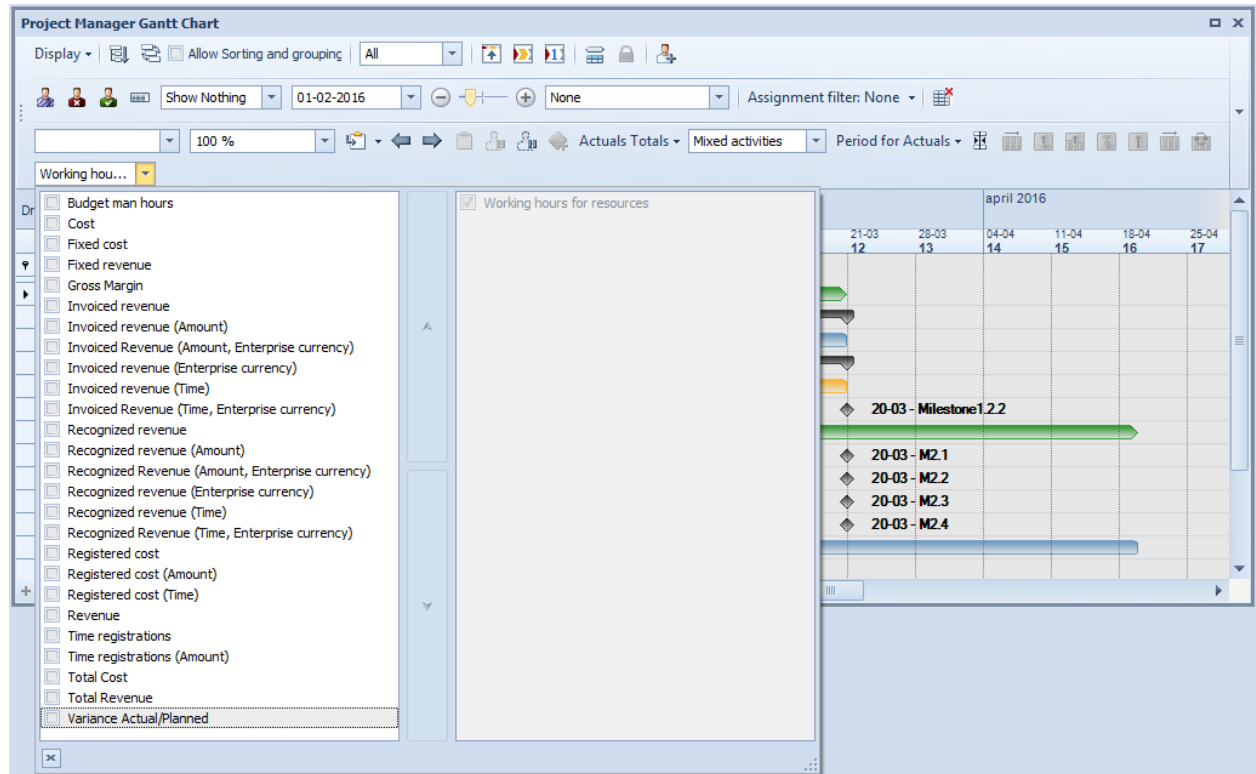 Project Manager Gantt Chart
Display Allow Sorting and grouping All
Show Nothing 01-02-2016 None Assignment filter: None
100 % Actuals Totals Mixed activities Period for Actuals
Working hou...
Dr
april 2016
21-03 28-03 04-04 11-04 18-04 25-04
12 13 14 15 16 17
Budget man hours
Cost
Fixed cost
Fixed revenue
Gross Margin
Invoiced revenue
Invoiced revenue (Amount)
Invoiced Revenue (Amount, Enterprise currency)
Invoiced revenue (Enterprise currency)
Invoiced revenue (Time)
Invoiced Revenue (Time, Enterprise currency)
Recognized revenue
Recognized revenue (Amount)
Recognized Revenue (Amount, Enterprise currency)
Recognized revenue (Enterprise currency)
Recognized revenue (Time)
Recognized Revenue (Time, Enterprise currency)
Registered cost
Registered cost (Amount)
Registered cost (Time)
Revenue
Time registrations
Time registrations (Amount)
Total Cost
Total Revenue
Variance Actual/Planned
Working hours for resources
20-03 - Milestone1.2.2
20-03 - M2.1
20-03 - M2.2
20-03 - M2.3
20-03 - M2.4